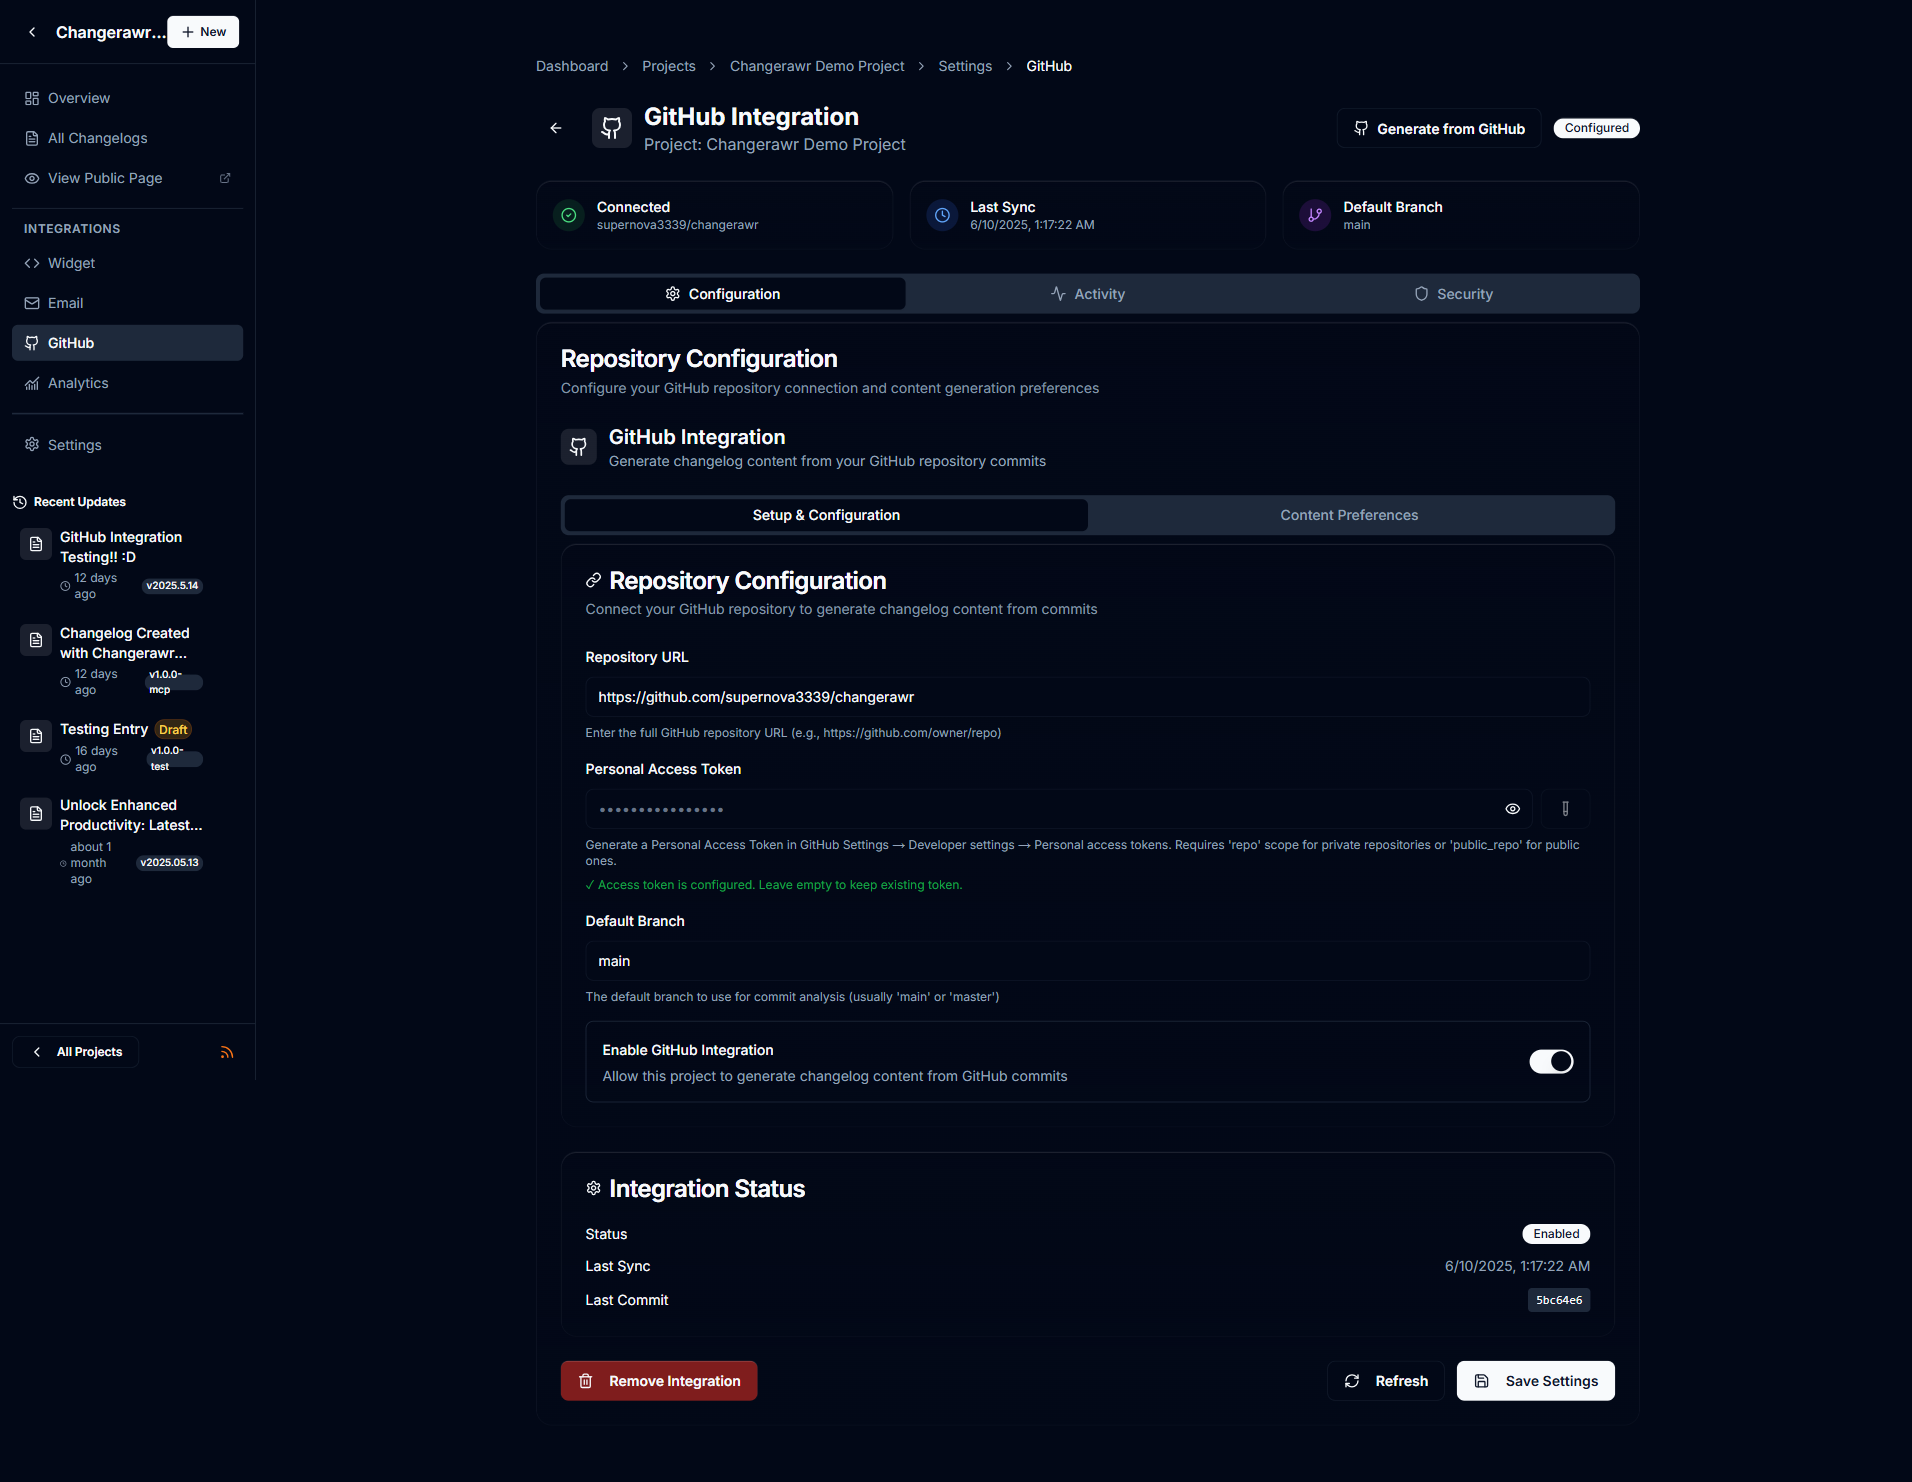 Changerawr...
New
Overview
All Changelogs
View Public Page
INTEGRATIONS
Widget
Email
GitHub
Analytics
Settings
Recent Updates
GitHub Integration
Testing!! :D
12 days
ago
v2025.5.14
Changelog Created
with Changerawr...
12 days
ago
v1.0.0-
mcp
Testing Entry Draft
16 days
ago
v1.0.0-
test
Unlock Enhanced
Productivity: Latest...
about 1
month
ago
v2025.05.13
All Projects
Dashboard > Projects > Changerawr Demo Project > Settings > GitHub
GitHub Integration
Project: Changerawr Demo Project
Generate from GitHub
Configured
Connected
supernova3339/changerawr
Last Sync
6/10/2025, 1:17:22 AM
Default Branch
main
Configuration
Activity
Security
Repository Configuration
Configure your GitHub repository connection and content generation preferences
GitHub Integration
Generate changelog content from your GitHub repository commits
Setup & Configuration
Content Preferences
Repository Configuration
Connect your GitHub repository to generate changelog content from commits
Repository URL
https://github.com/supernova3339/changerawr
Enter the full GitHub repository URL (e.g., https://github.com/owner/repo)
Personal Access Token
••••••••••••••••
Generate a Personal Access Token in GitHub Settings → Developer settings → Personal access tokens. Requires 'repo' scope for private repositories or 'public_repo' for public
ones.
✓ Access token is configured. Leave empty to keep existing token.
Default Branch
main
The default branch to use for commit analysis (usually 'main' or 'master')
Enable GitHub Integration
Allow this project to generate changelog content from GitHub commits
Integration Status
Status
Enabled
Last Sync
6/10/2025, 1:17:22 AM
Last Commit
5bc64e6
Remove Integration
Refresh
Save Settings